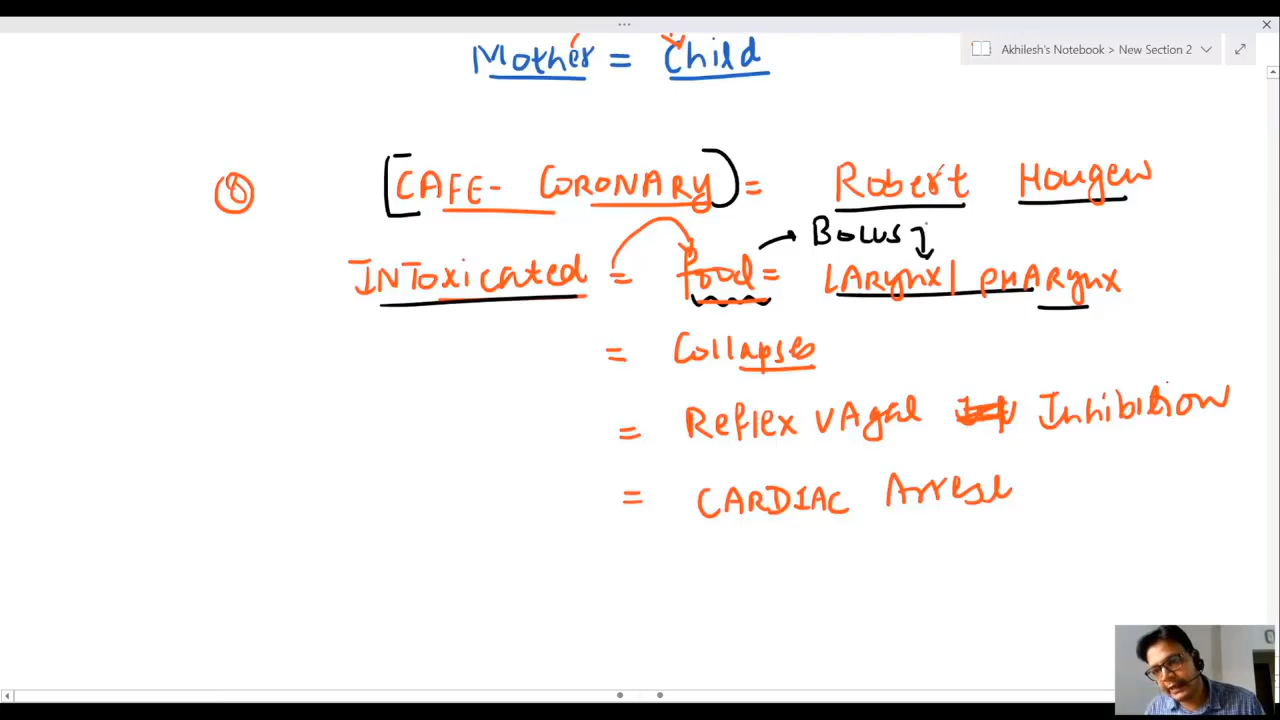 Akhilesh's Notebook > New Section 2
Mother = Child
8 [CAFE- CORONARY) = Robert Hougen
Bolus
INToxicated = food = LARynx| PHARynx
= Collapses
= Reflex VAgal Inhibition
= CARDIAC Arrest